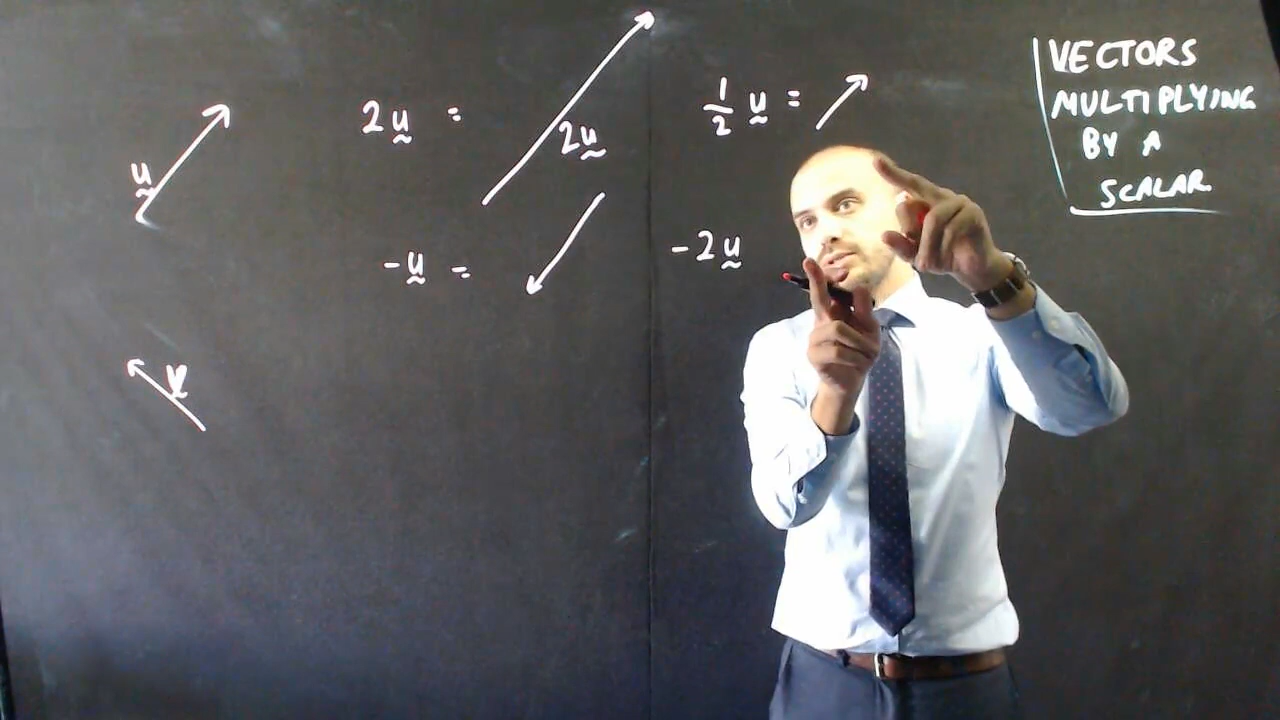 VECTORS
MULTIPLYING
BY A
SCALAR
u
2u =
2u
1/2 u =
-u =
-2u
v